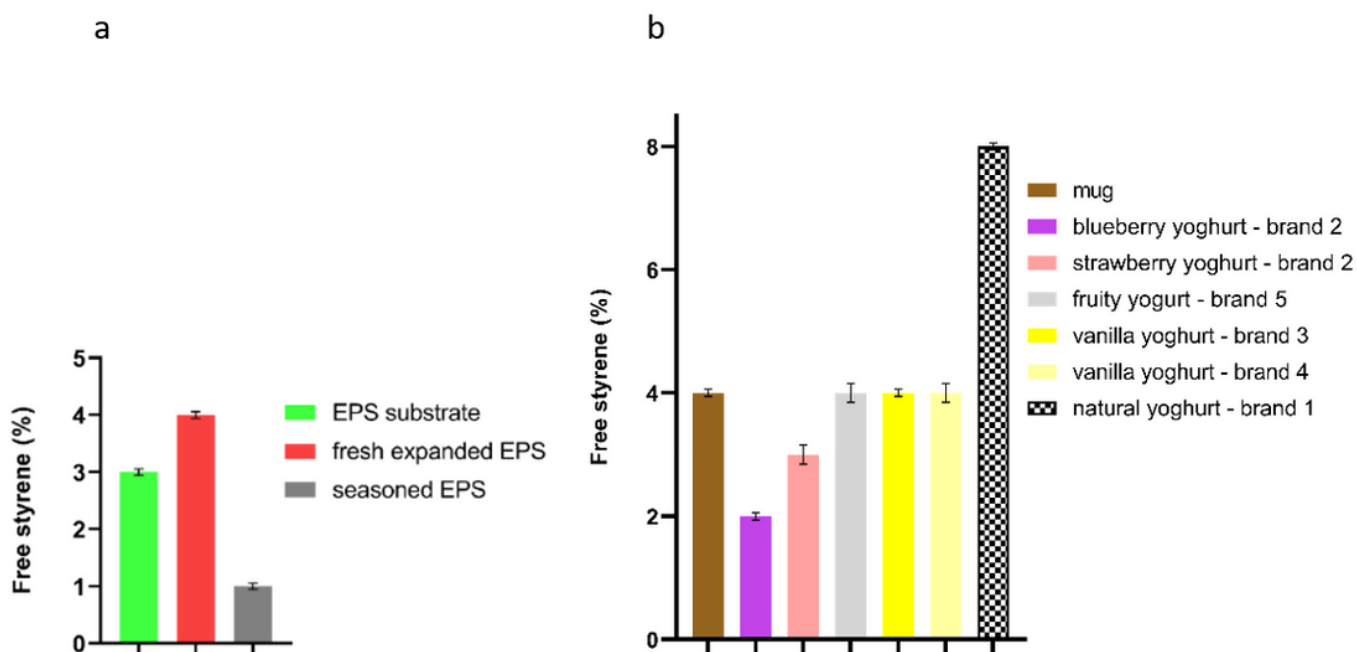 a
Free styrene (%)
5
4
3
2
1
0
EPS substrate
fresh expanded EPS
seasoned EPS
b
Free styrene (%)
8
6
4
2
0
mug
blueberry yoghurt - brand 2
strawberry yoghurt - brand 2
fruity yogurt - brand 5
vanilla yoghurt - brand 3
vanilla yoghurt - brand 4
natural yoghurt - brand 1